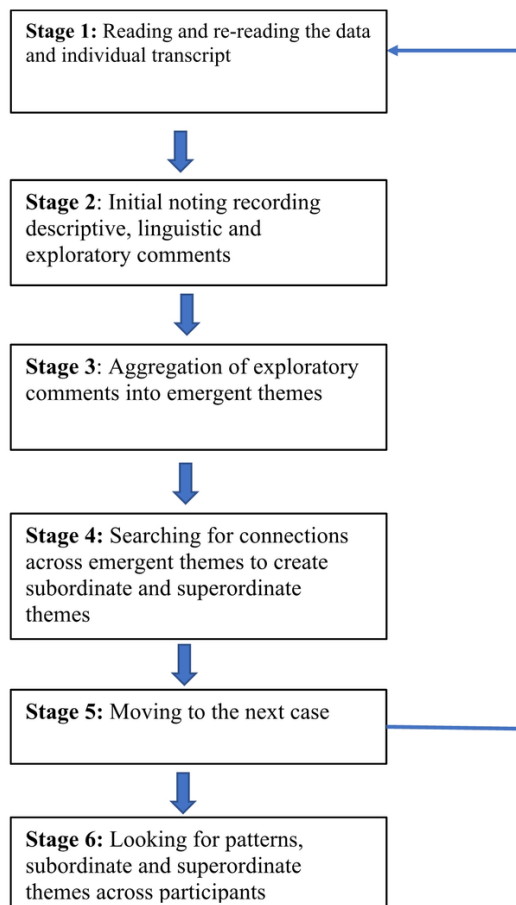 Stage 1: Reading and re-reading the data
and individual transcript
Stage 2: Initial noting recording
descriptive, linguistic and
exploratory comments
Stage 3: Aggregation of exploratory
comments into emergent themes
Stage 4: Searching for connections
across emergent themes to create
subordinate and superordinate
themes
Stage 5: Moving to the next case
Stage 6: Looking for patterns,
subordinate and superordinate
themes across participants